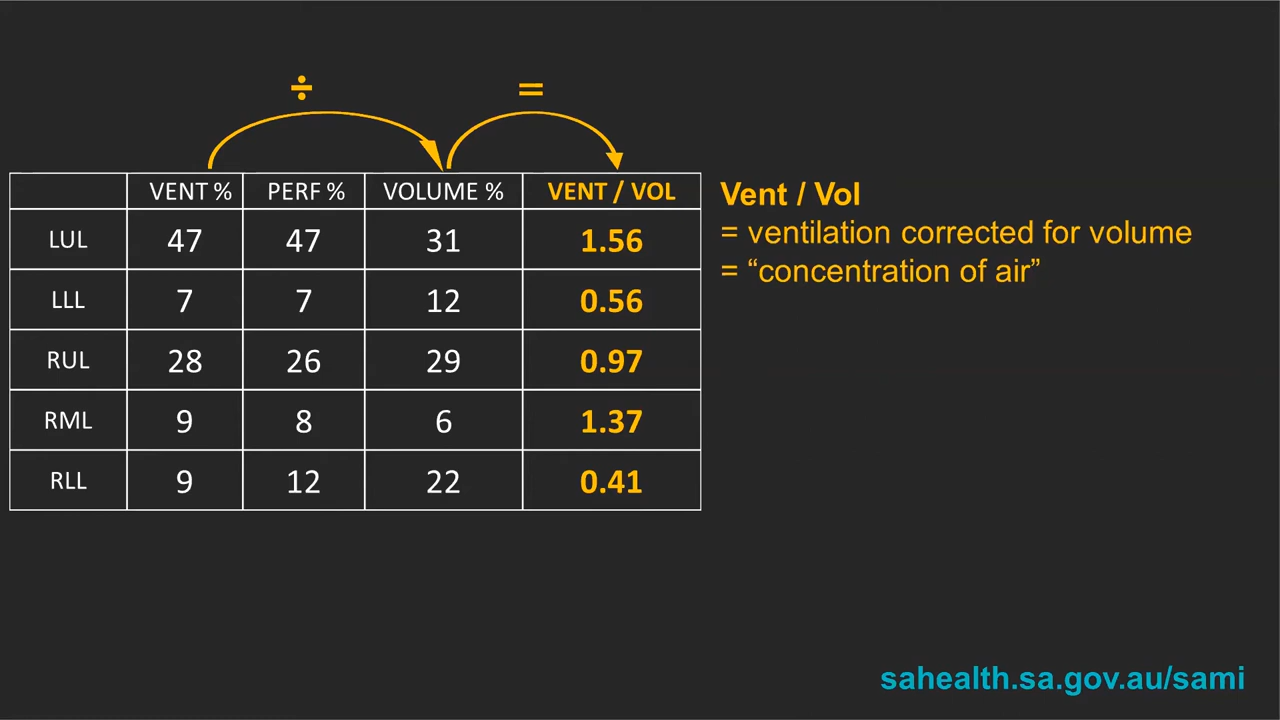 ÷ =
VENT % PERF % VOLUME % VENT / VOL
LUL 47 47 31 1.56
LLL 7 7 12 0.56
RUL 28 26 29 0.97
RML 9 8 6 1.37
RLL 9 12 22 0.41
Vent / Vol
= ventilation corrected for volume
= “concentration of air”
sahealth.sa.gov.au/sami